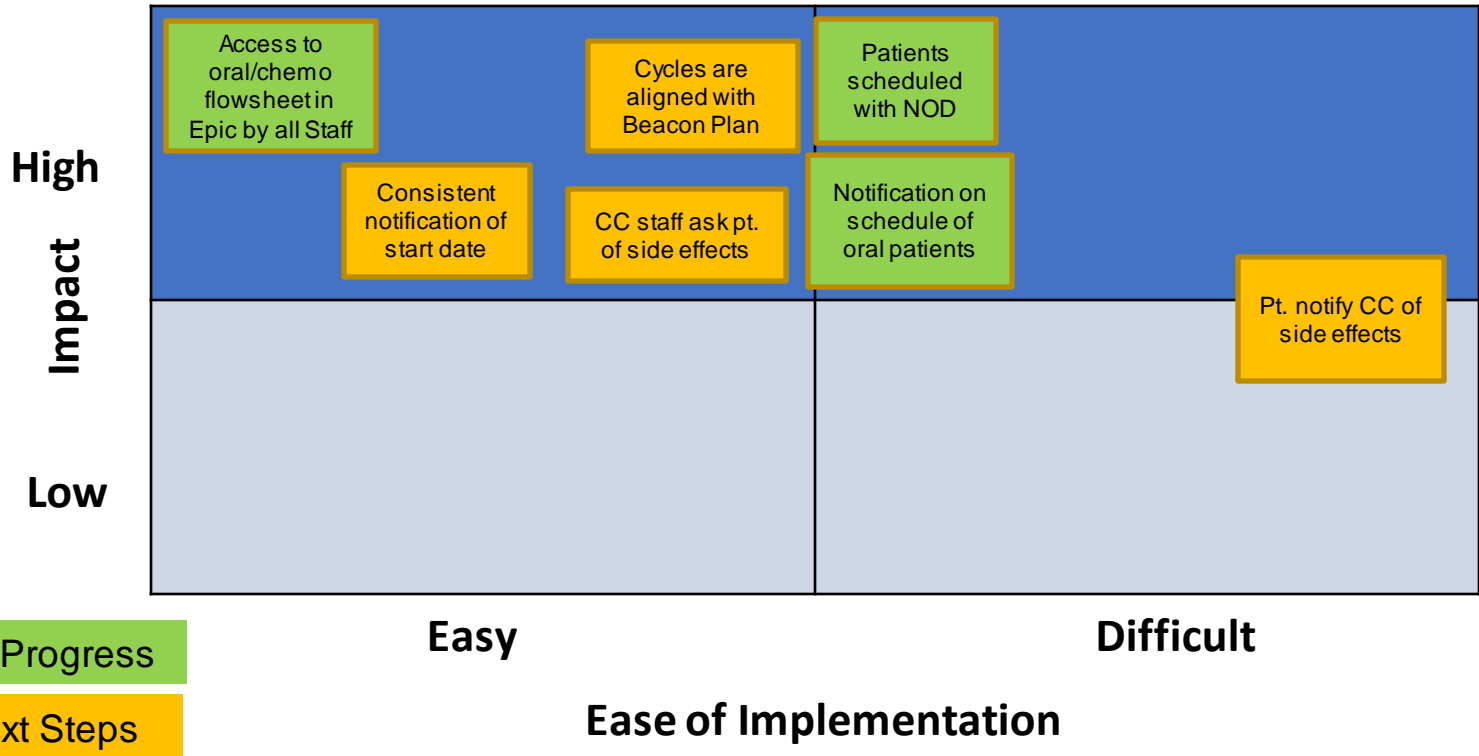 Access to
oral/chemo
flowsheet in
Epic by all Staff
Cycles are
aligned with
Beacon Plan
Patients
scheduled
with NOD
High
Consistent
notification of
start date
CC staff ask pt.
of side effects
Notification on
schedule of
oral patients
Impact
Pt. notify CC of
side effects
Low
Easy
Difficult
Progress
xt Steps
Ease of Implementation